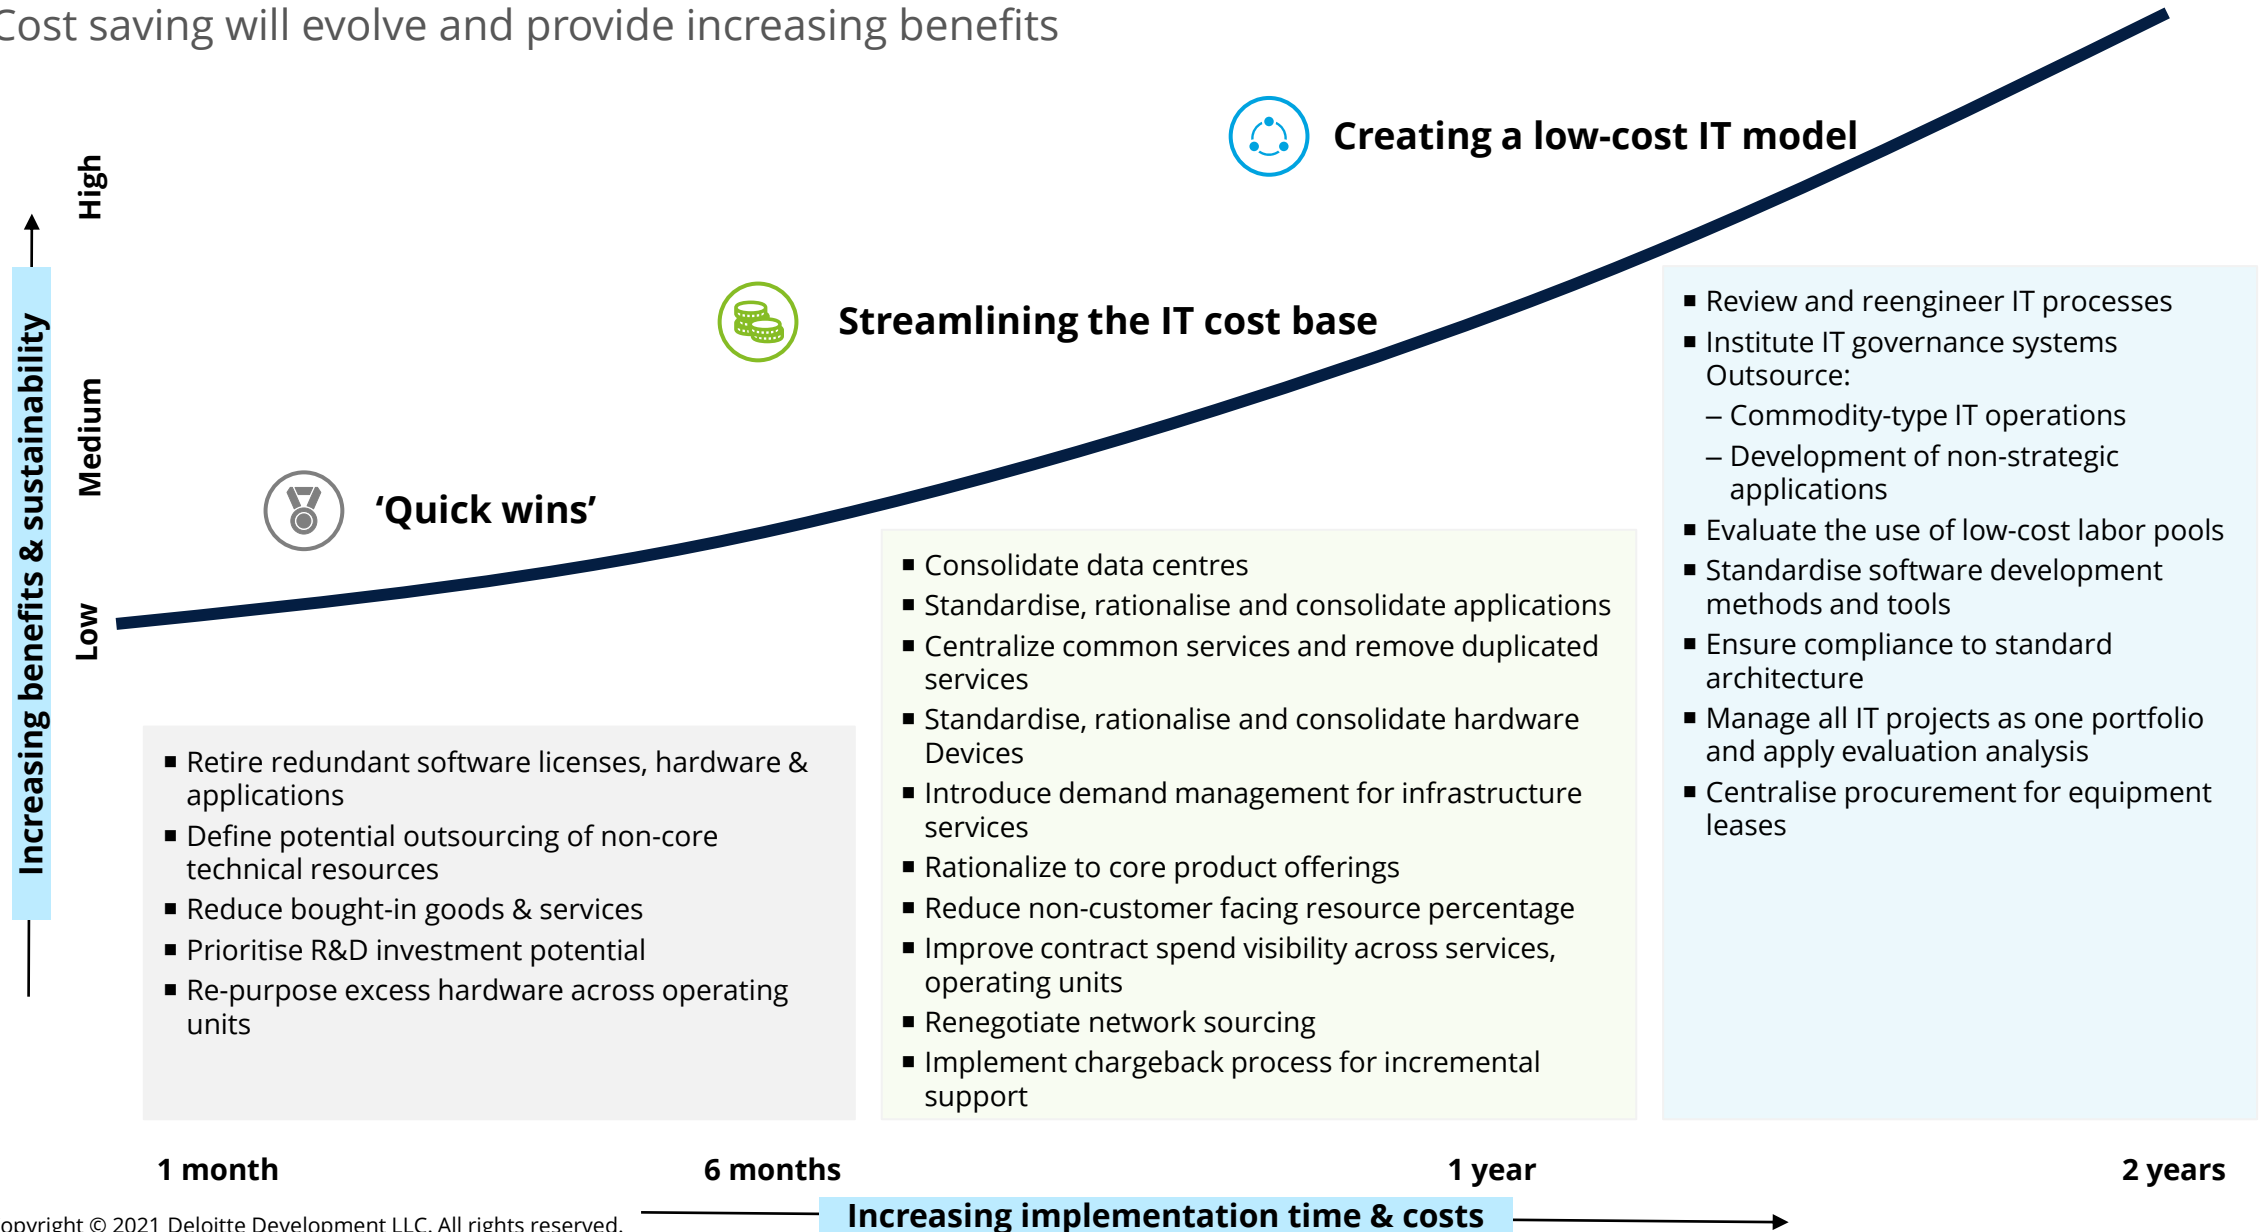 Cost saving will evolve and provide increasing benefits
Creating a low-cost IT model
Streamlining the IT cost base
‘Quick wins’
High
Medium
Low
Increasing benefits & sustainability
■ Retire redundant software licenses, hardware &
applications
■ Define potential outsourcing of non-core
technical resources
■ Reduce bought-in goods & services
■ Prioritise R&D investment potential
■ Re-purpose excess hardware across operating
units
■ Consolidate data centres
■ Standardise, rationalise and consolidate applications
■ Centralize common services and remove duplicated
services
■ Standardise, rationalise and consolidate hardware
Devices
■ Introduce demand management for infrastructure
services
■ Rationalize to core product offerings
■ Reduce non-customer facing resource percentage
■ Improve contract spend visibility across services,
operating units
■ Renegotiate network sourcing
■ Implement chargeback process for incremental
support
■ Review and reengineer IT processes
■ Institute IT governance systems
Outsource:
– Commodity-type IT operations
– Development of non-strategic
applications
■ Evaluate the use of low-cost labor pools
■ Standardise software development
methods and tools
■ Ensure compliance to standard
architecture
■ Manage all IT projects as one portfolio
and apply evaluation analysis
■ Centralise procurement for equipment
leases
1 month
6 months
1 year
2 years
Increasing implementation time & costs
opyright © 2021 Deloitte Development LLC. All rights reserved.